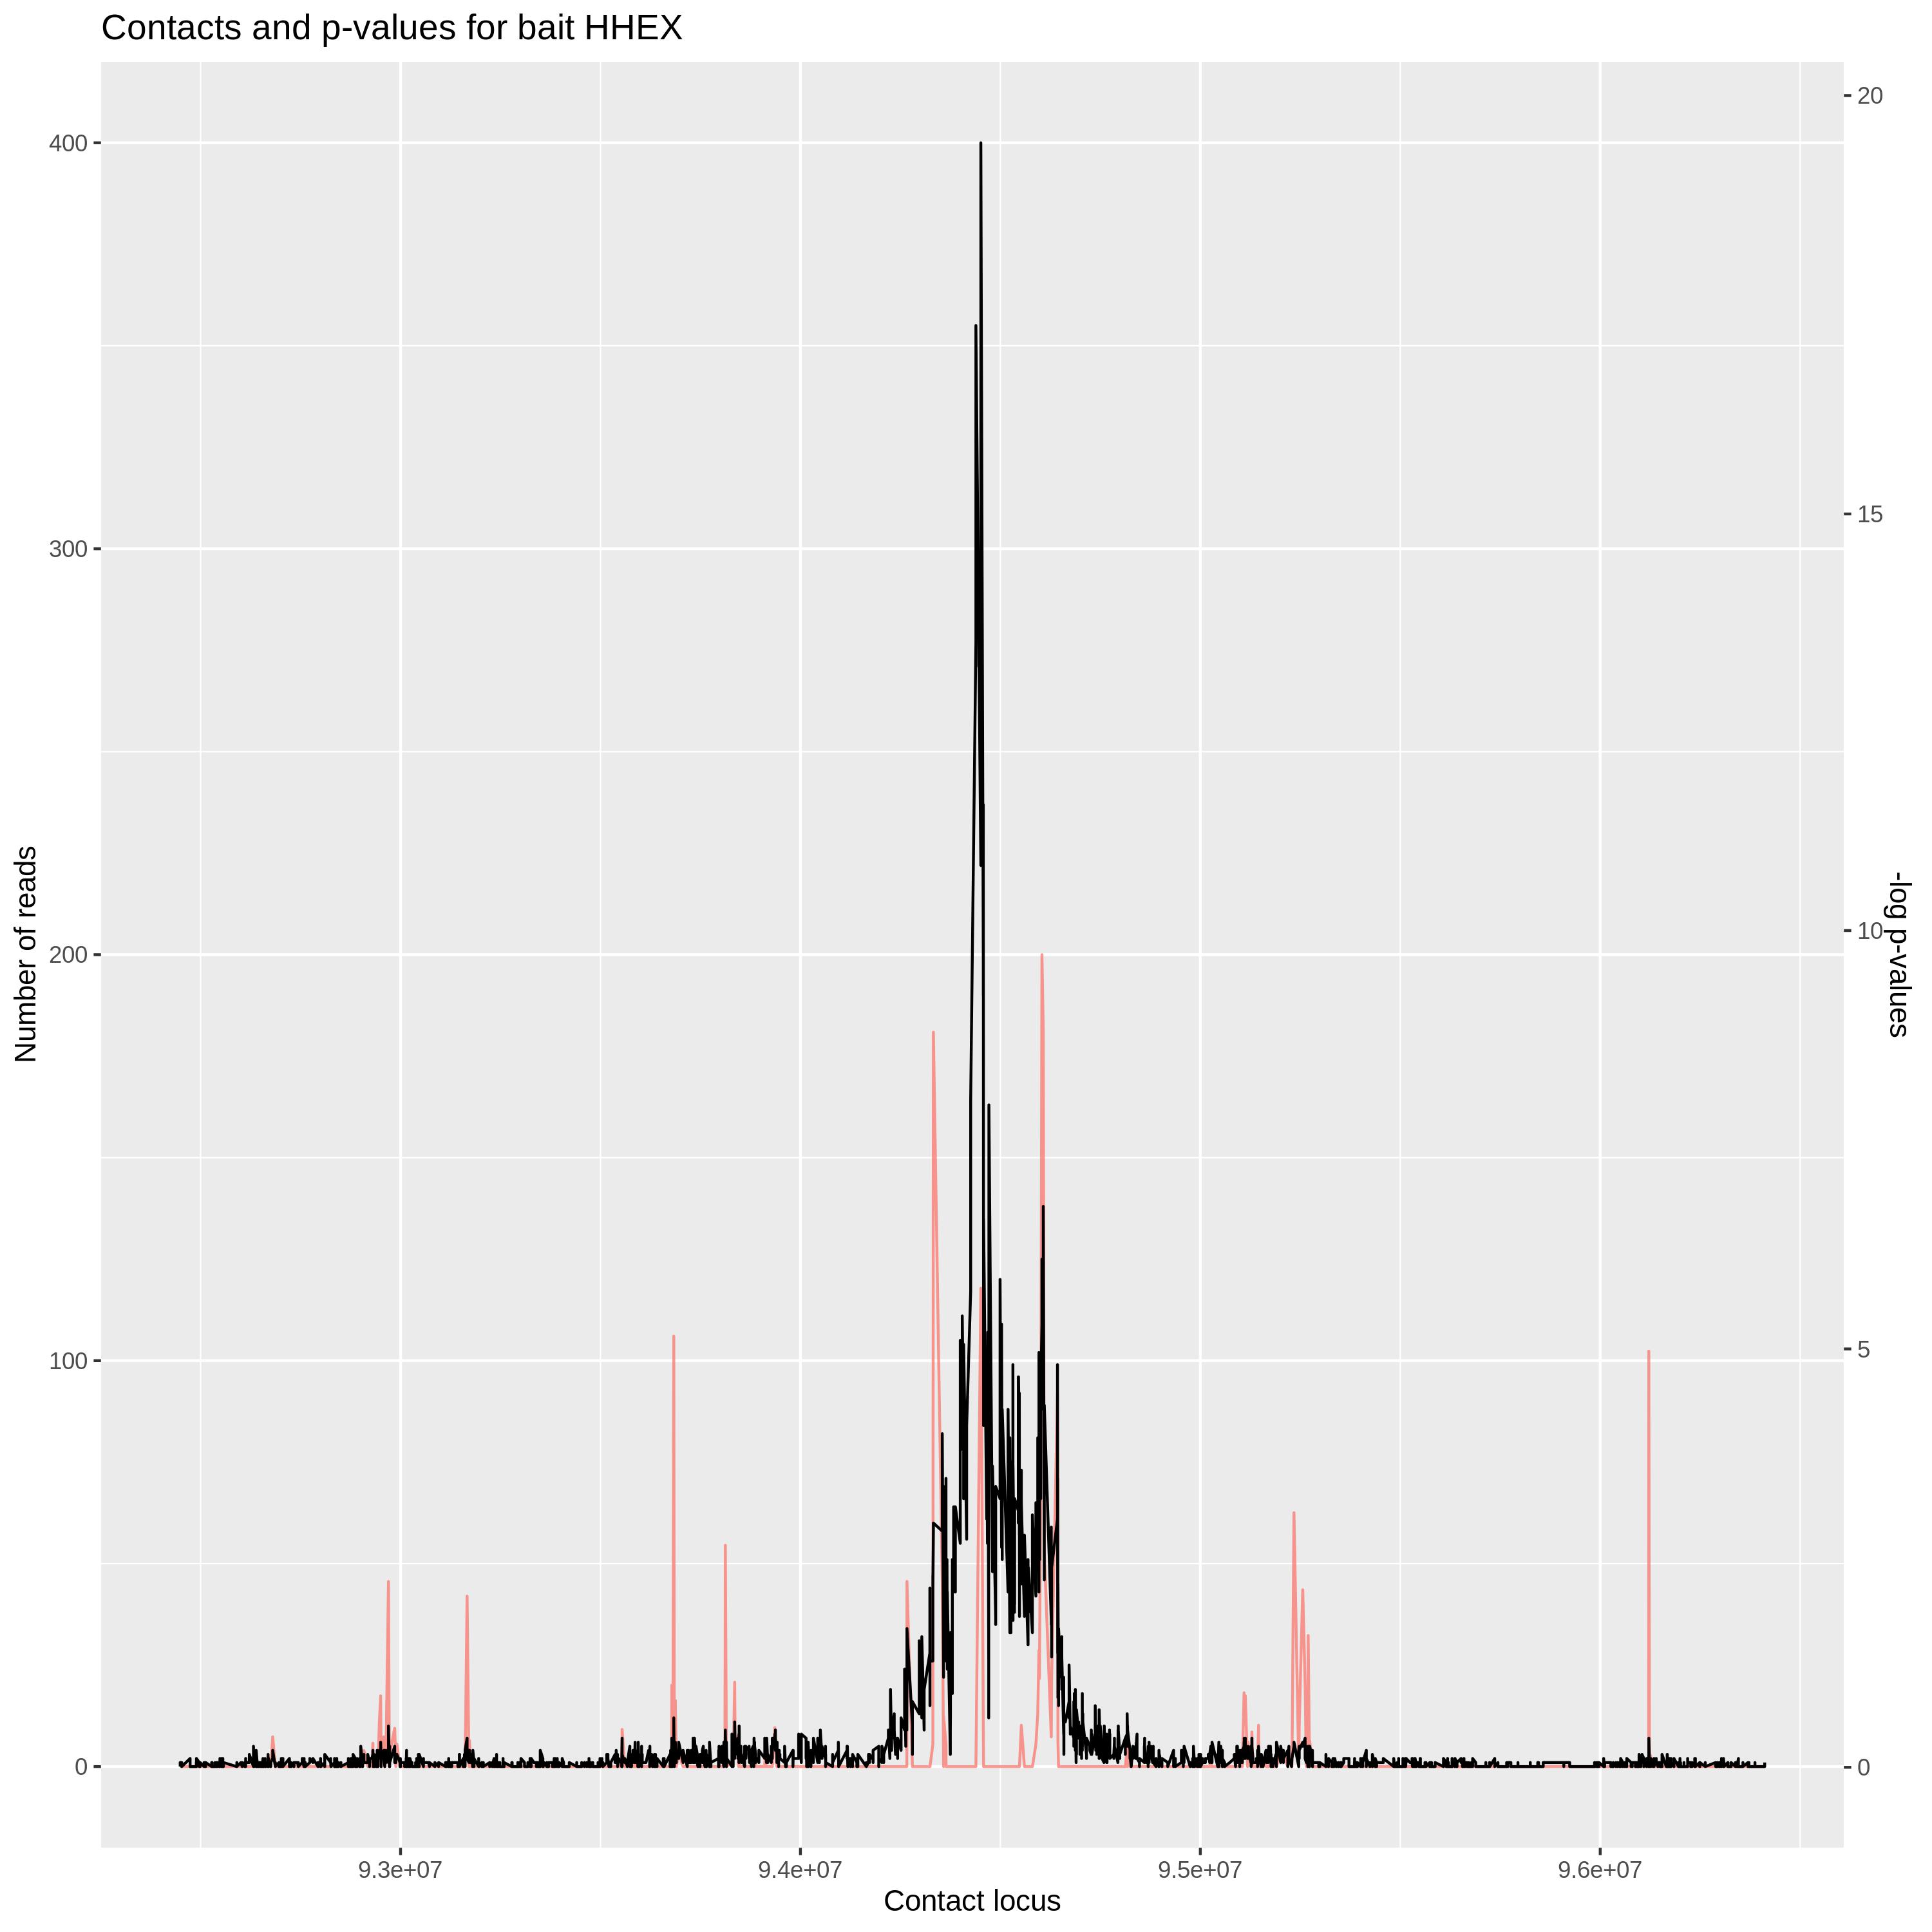 Contacts and p-values for bait HHEX
Number of reads
400
300
200
100
0
20
15
10
5
0
-log p-values
9.3e+07
9.4e+07
9.5e+07
9.6e+07
Contact locus